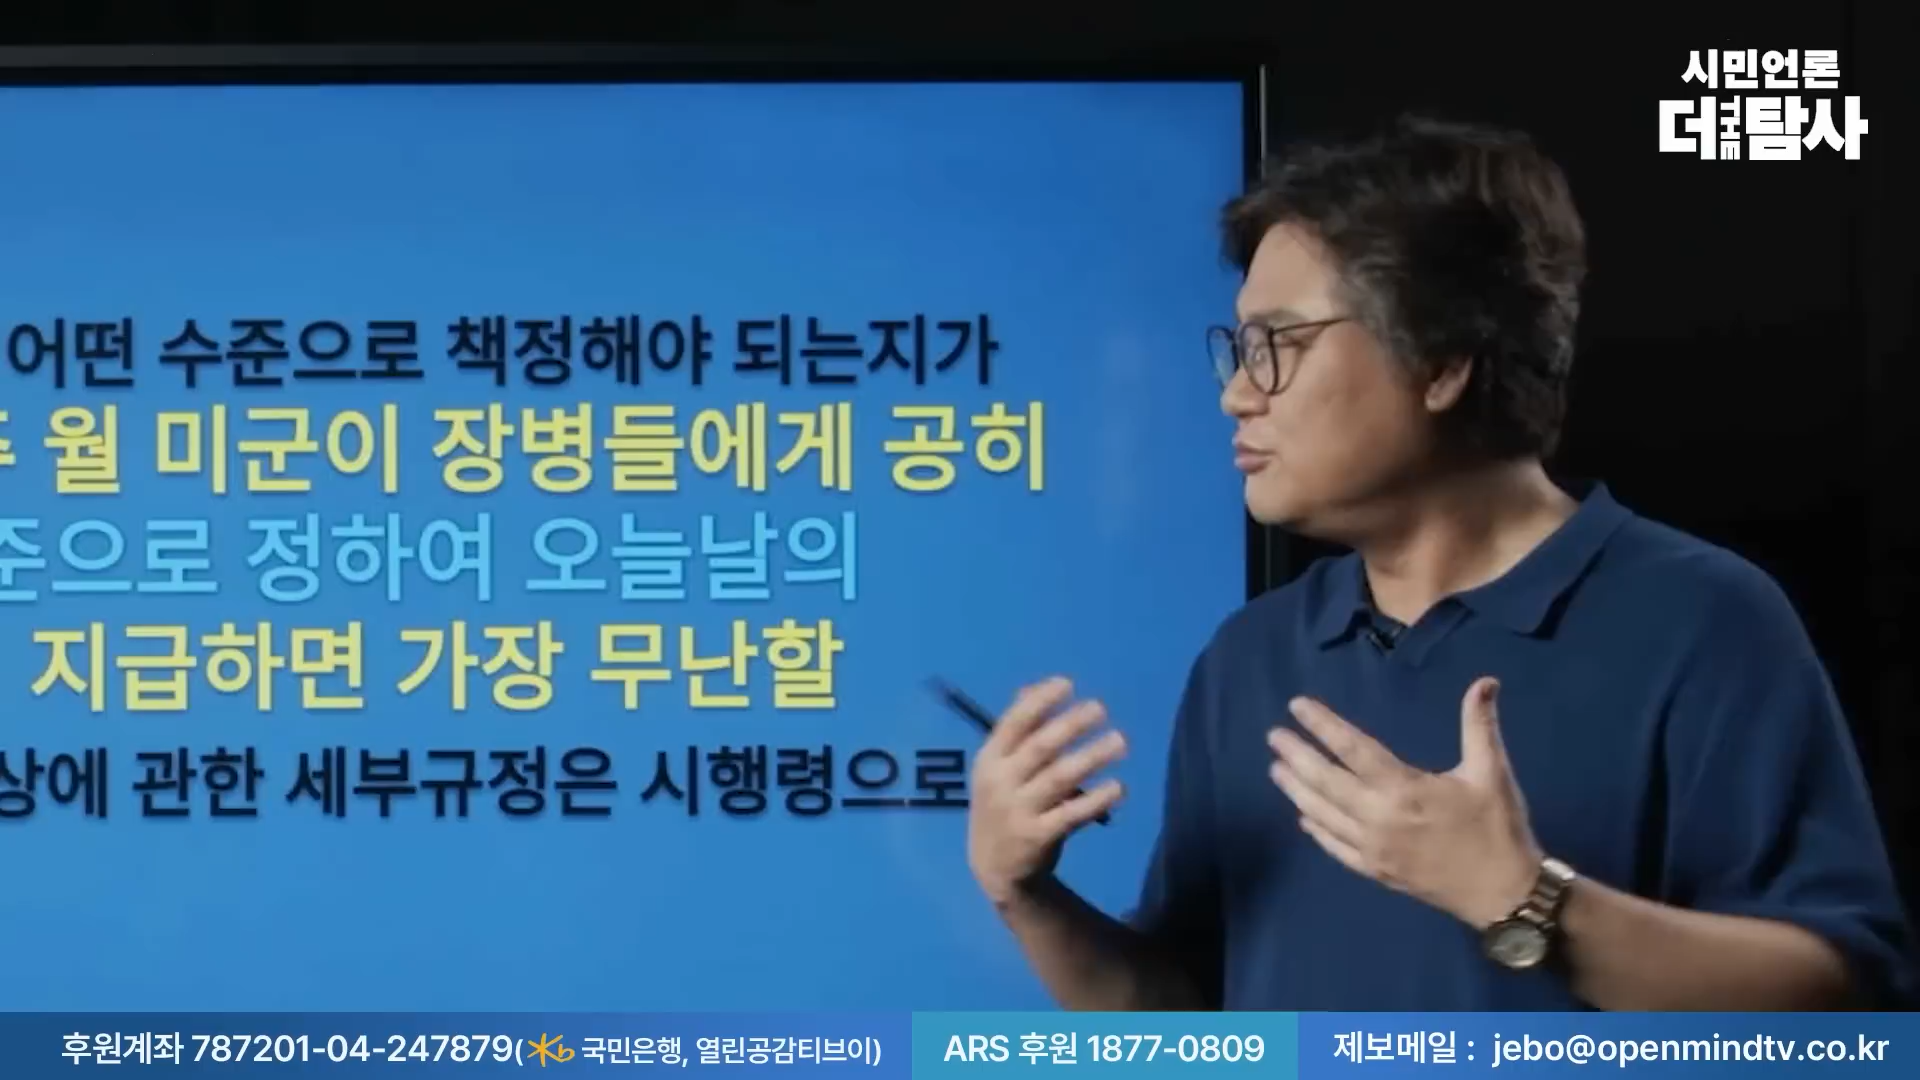 시민언론
더탐사
어떤 수준으로 책정해야 되는지가
월 미군이 장병들에게 공히
준으로 정하여 오늘날의
지급하면 가장 무난할
상에 관한 세부규정은 시행령으로
후원계좌 787201-04-247879(Kb 국민은행, 열린공감티브이)
ARS 후원 1877-0809
제보메일 : jebo@openmindtv.co.kr